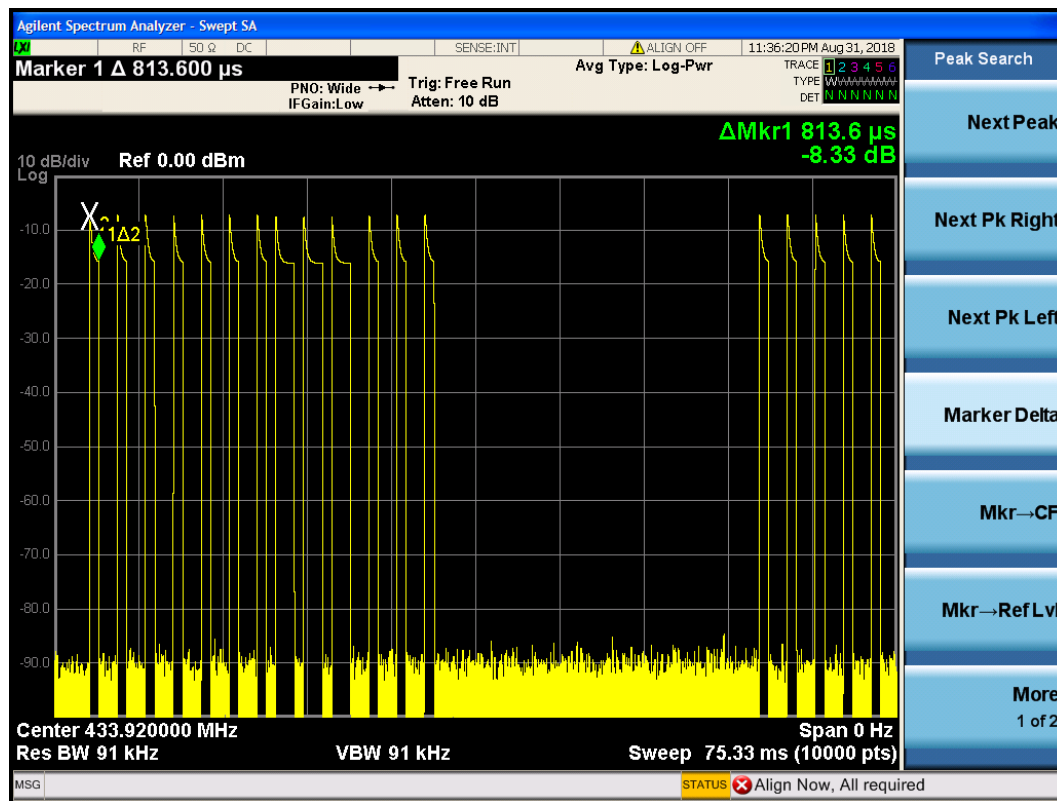 Agilent Spectrum Analyzer - Swept SA
LXI RF 50 Ω DC SENSE:INT ALIGN OFF 11:36:20 PM Aug 31, 2018
Marker 1 Δ 813.600 µs
PNO: Wide
IFGain:Low
Trig: Free Run
Atten: 10 dB
Avg Type: Log-Pwr
TRACE 1 2 3 4 5 6
TYPE WWWWWW
DET N N N N N N
ΔMkr1 813.6 µs
-8.33 dB
10 dB/div Ref 0.00 dBm
Log
X2
1Δ2
-10.0
-20.0
-30.0
-40.0
-50.0
-60.0
-70.0
-80.0
-90.0
Center 433.920000 MHz Span 0 Hz
Res BW 91 kHz VBW 91 kHz Sweep 75.33 ms (10000 pts)
MSG STATUS Align Now, All required
Peak Search
Next Peak
Next Pk Right
Next Pk Left
Marker Delta
Mkr→CF
Mkr→Ref Lvl
More
1 of 2